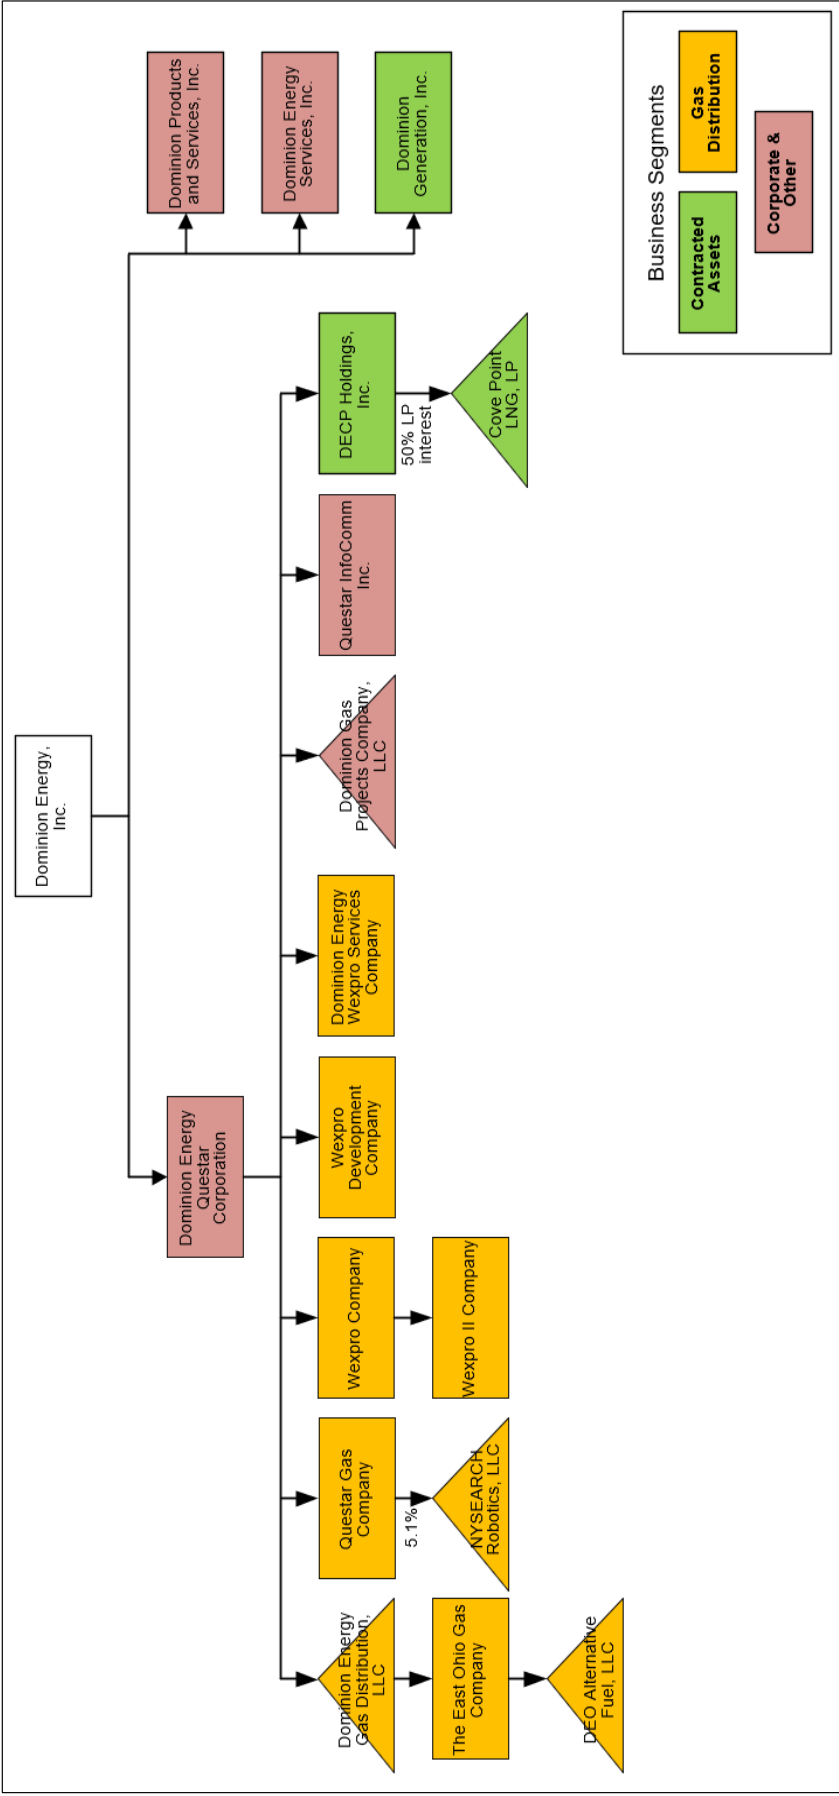 Dominion Energy,
Inc.
Dominion Energy
Questar
Corporation
Dominion Products
and Services, Inc.
Dominion Energy
Services, Inc.
Dominion
Generation, Inc.
Dominion Energy
Gas Distribution,
LLC
Questar Gas
Company
Wexpro Company
Wexpro
Development
Company
Dominion Energy
Wexpro Services
Company
Dominion Gas
Projects Company,
LLC
Questar InfoComm
Inc.
DECP Holdings,
Inc.
5.1%
50% LP
interest
The East Ohio Gas
Company
NYSEARCH
Robotics, LLC
Wexpro II Company
Cove Point
LNG, LP
DEO Alternative
Fuel, LLC
Business Segments
Contracted
Assets
Gas
Distribution
Corporate &
Other